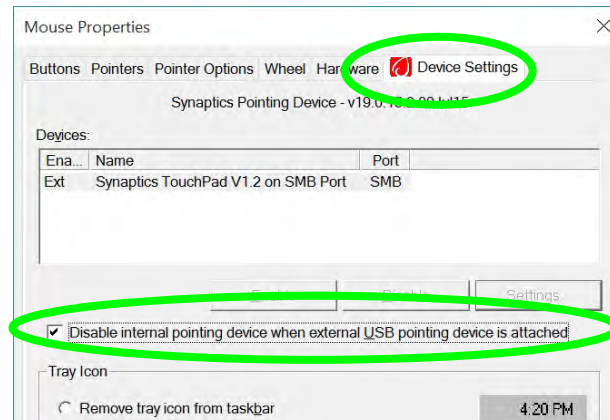 Mouse Properties
Buttons Pointers Pointer Options Wheel Hardware Device Settings
Synaptics Pointing Device -
Devices:
Ena... Name Port
Ext Synaptics TouchPad V1.2 on SMB Port SMB
Settings
Disable internal pointing device when external USB pointing device is attached
Tray Icon
Remove tray icon from taskbar
4:20 PM